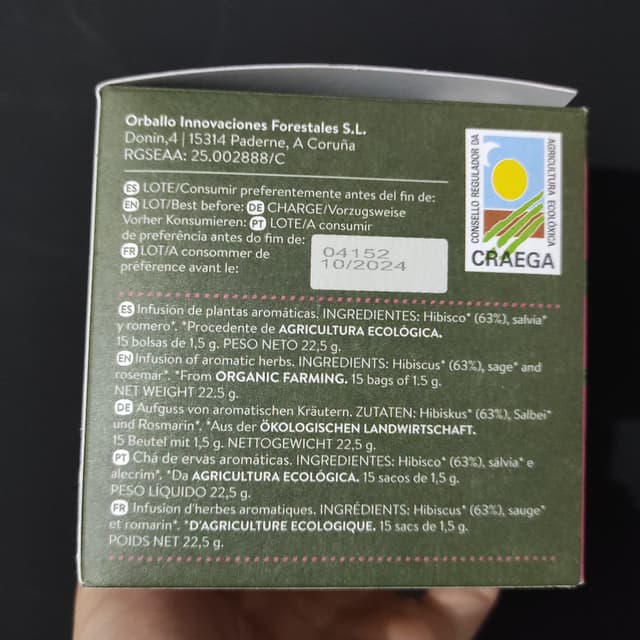 Orballo Innovaciones Forestales S.L.
Donin,4 | 15314 Paderne, A Coruña
RGSEAA: 25.002888/C
ES LOTE/Consumir preferentemente antes del fin de:
EN LOT/Best before: DE CHARGE/Vorzugsweise
Vorher Konsumieren: PT LOTE/A consumir
de preferência antes do fim de:
FR LOT/A consommer de
préférence avant le:
04152
10/2024
CONSELLO REGULADOR DA
AGRICULTURA ECOLÓXICA
CRAEGA
ES Infusión de plantas aromáticas. INGREDIENTES: Hibisco* (63%), salvia*
y romero*. *Procedente de AGRICULTURA ECOLÓGICA.
15 bolsas de 1,5 g. PESO NETO 22,5 g.
EN Infusion of aromatic herbs. INGREDIENTS: Hibiscus* (63%), sage* and
rosemar*. *From ORGANIC FARMING. 15 bags of 1,5 g.
NET WEIGHT 22,5 g.
DE Aufguss von aromatischen Kräutern. ZUTATEN: Hibiskus* (63%), Salbei*
und Rosmarin*. *Aus der ÖKOLOGISCHEN LANDWIRTSCHAFT.
15 Beutel mit 1,5 g. NETTOGEWICHT 22,5 g.
PT Chá de ervas aromáticas. INGREDIENTES: Hibisco* (63%), sálvia* e
alecrim*. *Da AGRICULTURA ECOLÓGICA. 15 sacos de 1,5 g.
PESO LÍQUIDO 22,5 g.
FR Infusion d'herbes aromatiques. INGRÉDIENTS: Hibiscus* (63%), sauge*
et romarin*. *D'AGRICULTURE ECOLOGIQUE. 15 sacs de 1,5 g.
POIDS NET 22,5 g.